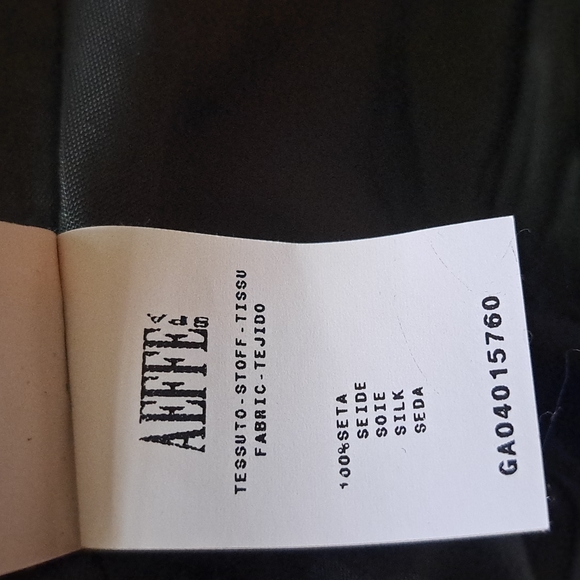 AEFFE
TESSUTO-STOFF-TISSU
FABRIC-TEJIDO
100%SETA
SEIDE
SOIE
SILK
SEDA
GA04015760